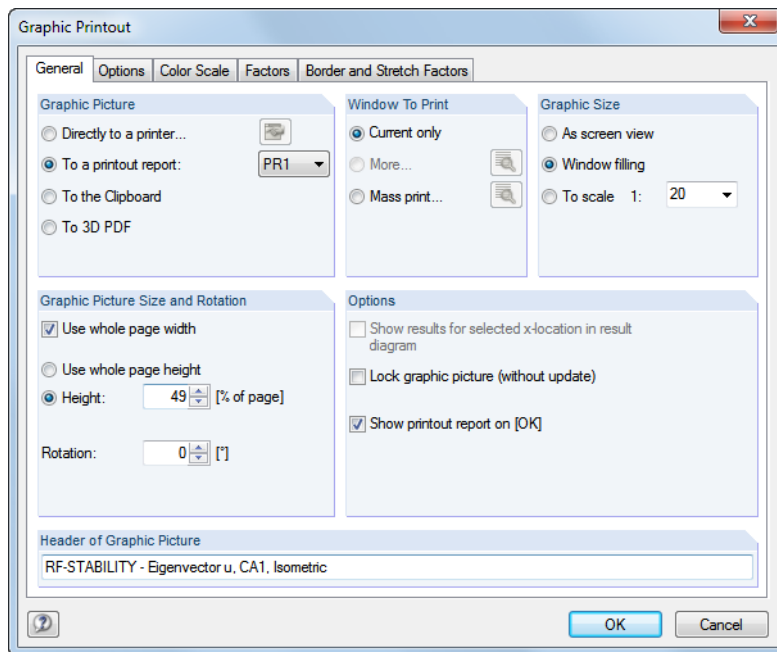 Graphic Printout
General Options Color Scale Factors Border and Stretch Factors
Graphic Picture
Directly to a printer...
To a printout report: PR1
To the Clipboard
To 3D PDF
Window To Print
Current only
More...
Mass print...
Graphic Size
As screen view
Window filling
To scale 1: 20
Graphic Picture Size and Rotation
Use whole page width
Use whole page height
Height: 49 [% of page]
Rotation: 0 [°]
Options
Show results for selected x-location in result
diagram
Lock graphic picture (without update)
Show printout report on [OK]
Header of Graphic Picture
RF-STABILITY - Eigenvector u, CA1, Isometric
OK Cancel